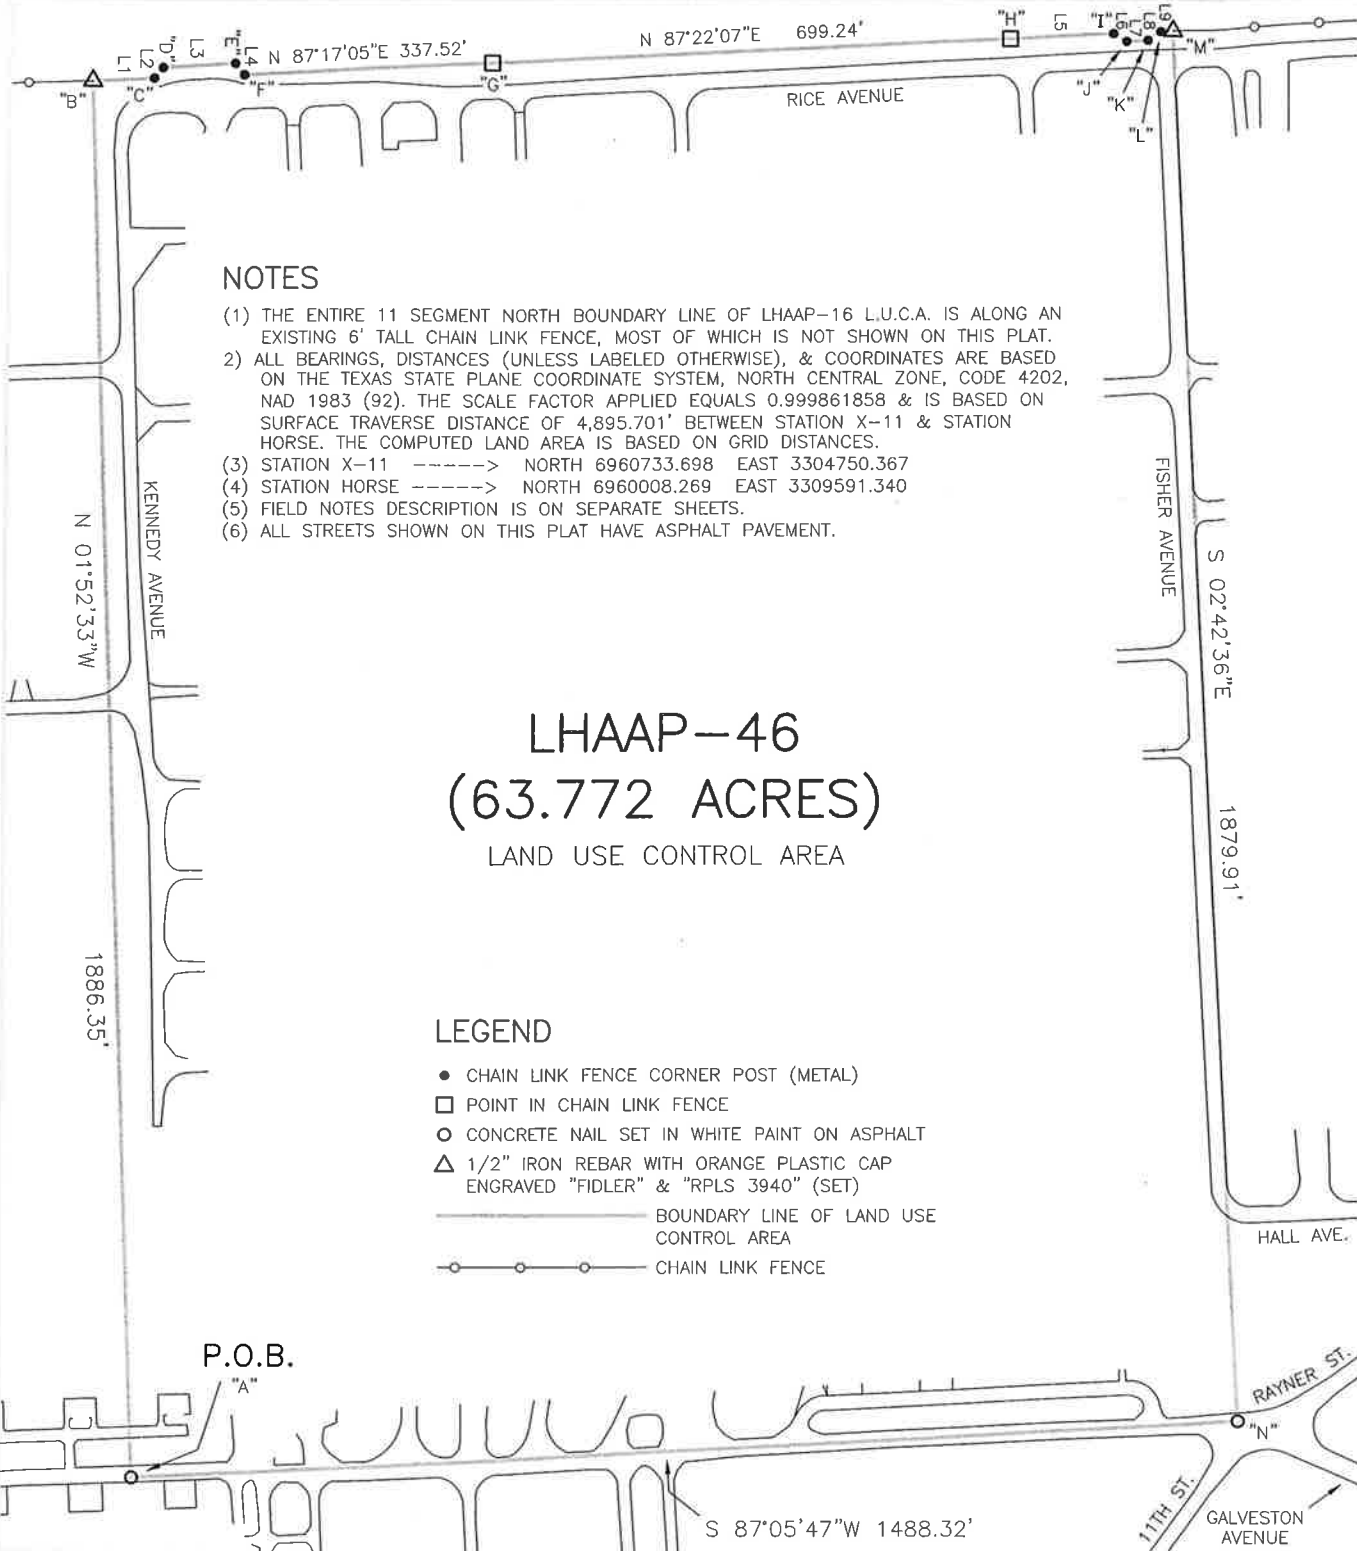 L1
L2
"D"
L3
"E"
L4
N 87°17'05"E 337.52'
N 87°22'07"E 699.24'
"H"
L5
"I"
L6
L7
L8
L9
"B"
"C"
"F"
"G"
"J"
"K"
"L"
"M"
RICE AVENUE
NOTES
(1) THE ENTIRE 11 SEGMENT NORTH BOUNDARY LINE OF LHAAP-16 L.U.C.A. IS ALONG AN
EXISTING 6' TALL CHAIN LINK FENCE, MOST OF WHICH IS NOT SHOWN ON THIS PLAT.
2) ALL BEARINGS, DISTANCES (UNLESS LABELED OTHERWISE), & COORDINATES ARE BASED
ON THE TEXAS STATE PLANE COORDINATE SYSTEM, NORTH CENTRAL ZONE, CODE 4202,
NAD 1983 (92). THE SCALE FACTOR APPLIED EQUALS 0.999861858 & IS BASED ON
SURFACE TRAVERSE DISTANCE OF 4,895.701' BETWEEN STATION X-11 & STATION
HORSE. THE COMPUTED LAND AREA IS BASED ON GRID DISTANCES.
(3) STATION X-11 -----> NORTH 6960733.698 EAST 3304750.367
(4) STATION HORSE -----> NORTH 6960008.269 EAST 3309591.340
(5) FIELD NOTES DESCRIPTION IS ON SEPARATE SHEETS.
(6) ALL STREETS SHOWN ON THIS PLAT HAVE ASPHALT PAVEMENT.
N 01°52'33"W
1886.35'
KENNEDY AVENUE
FISHER AVENUE
S 02°42'36"E
1879.91'
LHAAP-46
(63.772 ACRES)
LAND USE CONTROL AREA
LEGEND
CHAIN LINK FENCE CORNER POST (METAL)
POINT IN CHAIN LINK FENCE
CONCRETE NAIL SET IN WHITE PAINT ON ASPHALT
1/2" IRON REBAR WITH ORANGE PLASTIC CAP
ENGRAVED "FIDLER" & "RPLS 3940" (SET)
BOUNDARY LINE OF LAND USE
CONTROL AREA
CHAIN LINK FENCE
HALL AVE.
P.O.B.
"A"
RAYNER ST.
"N"
S 87°05'47"W 1488.32'
11TH ST.
GALVESTON
AVENUE